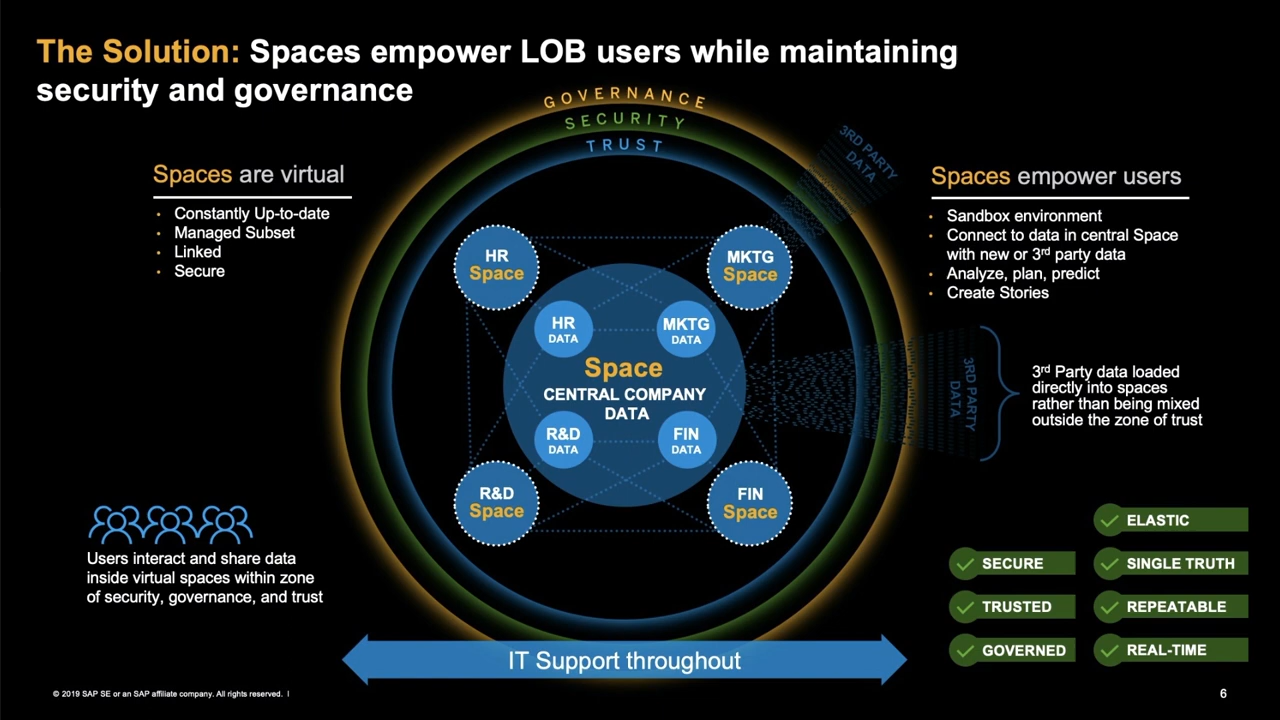 The Solution: Spaces empower LOB users while maintaining
security and governance
GOVERNANCE
SECURITY
TRUST
Spaces are virtual
· Constantly Up-to-date
· Managed Subset
· Linked
· Secure
3RD PARTY
DATA
Spaces empower users
· Sandbox environment
· Connect to data in central Space
with new or 3rd party data
· Analyze, plan, predict
· Create Stories
HR
Space
MKTG
Space
HR
DATA
MKTG
DATA
Space
CENTRAL COMPANY
DATA
R&D
DATA
FIN
DATA
R&D
Space
FIN
Space
3RD PARTY
DATA
3rd Party data loaded
directly into spaces
rather than being mixed
outside the zone of trust
Users interact and share data
inside virtual spaces within zone
of security, governance, and trust
ELASTIC
SECURE
SINGLE TRUTH
TRUSTED
REPEATABLE
GOVERNED
REAL-TIME
IT Support throughout
© 2019 SAP SE or an SAP affiliate company. All rights reserved. |
6